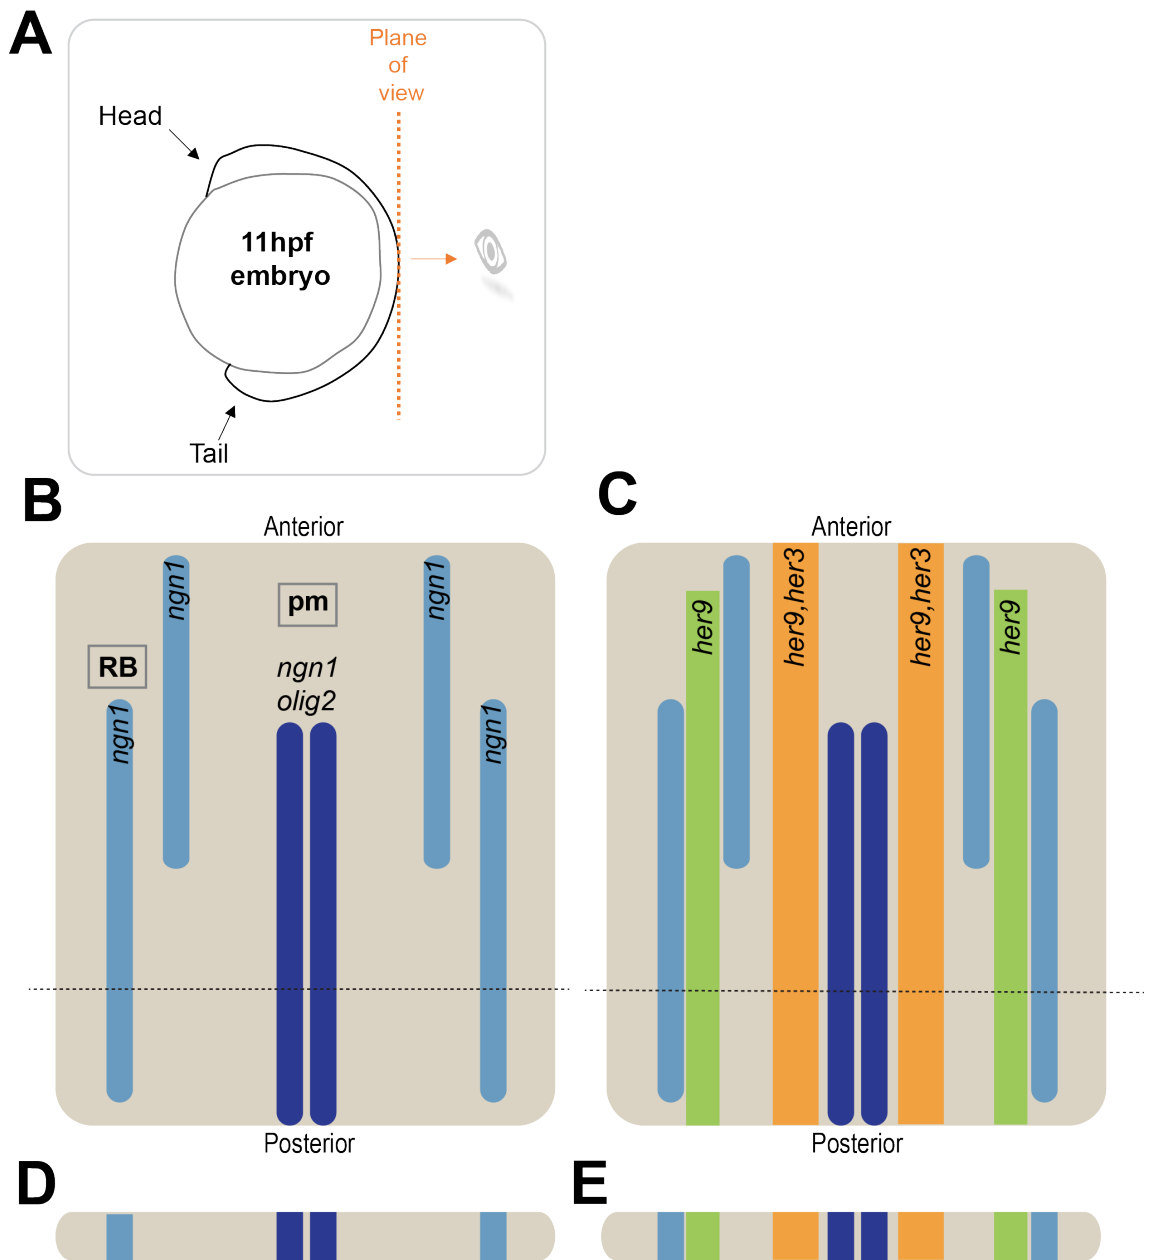 A
Plane
of
view
Head
11hpf
embryo
Tail
B
Anterior
ngn1
ngn1
pm
RB
ngn1
olig2
ngn1
ngn1
Posterior
C
Anterior
her9
her9,her3
her9,her3
her9
Posterior
D
E